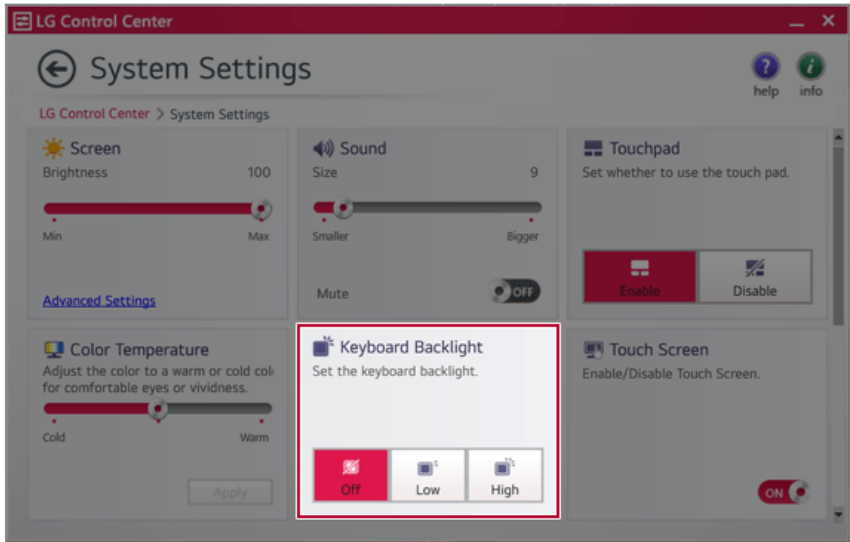 LG Control Center
System Settings
help
info
LG Control Center > System Settings
Screen
Brightness 100
Min Max
Advanced Settings
Sound
Size 9
Smaller Bigger
Mute OFF
Touchpad
Set whether to use the touch pad.
Enable Disable
Color Temperature
Adjust the color to a warm or cold col
for comfortable eyes or vividness.
Cold Warm
Apply
Keyboard Backlight
Set the keyboard backlight.
Off Low High
Touch Screen
Enable/Disable Touch Screen.
ON